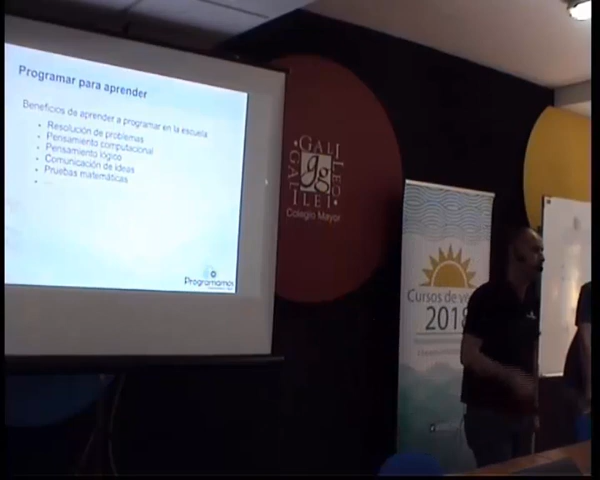 Programar para aprender
Beneficios de aprender a programar en la escuela
• Resolución de problemas
• Pensamiento computacional
• Pensamiento lógico
• Comunicación de ideas
• Pruebas matemáticas
• ...
Programamos
GALILEO
GALILEI
gg
Colegio Mayor
Cursos de ve
2018